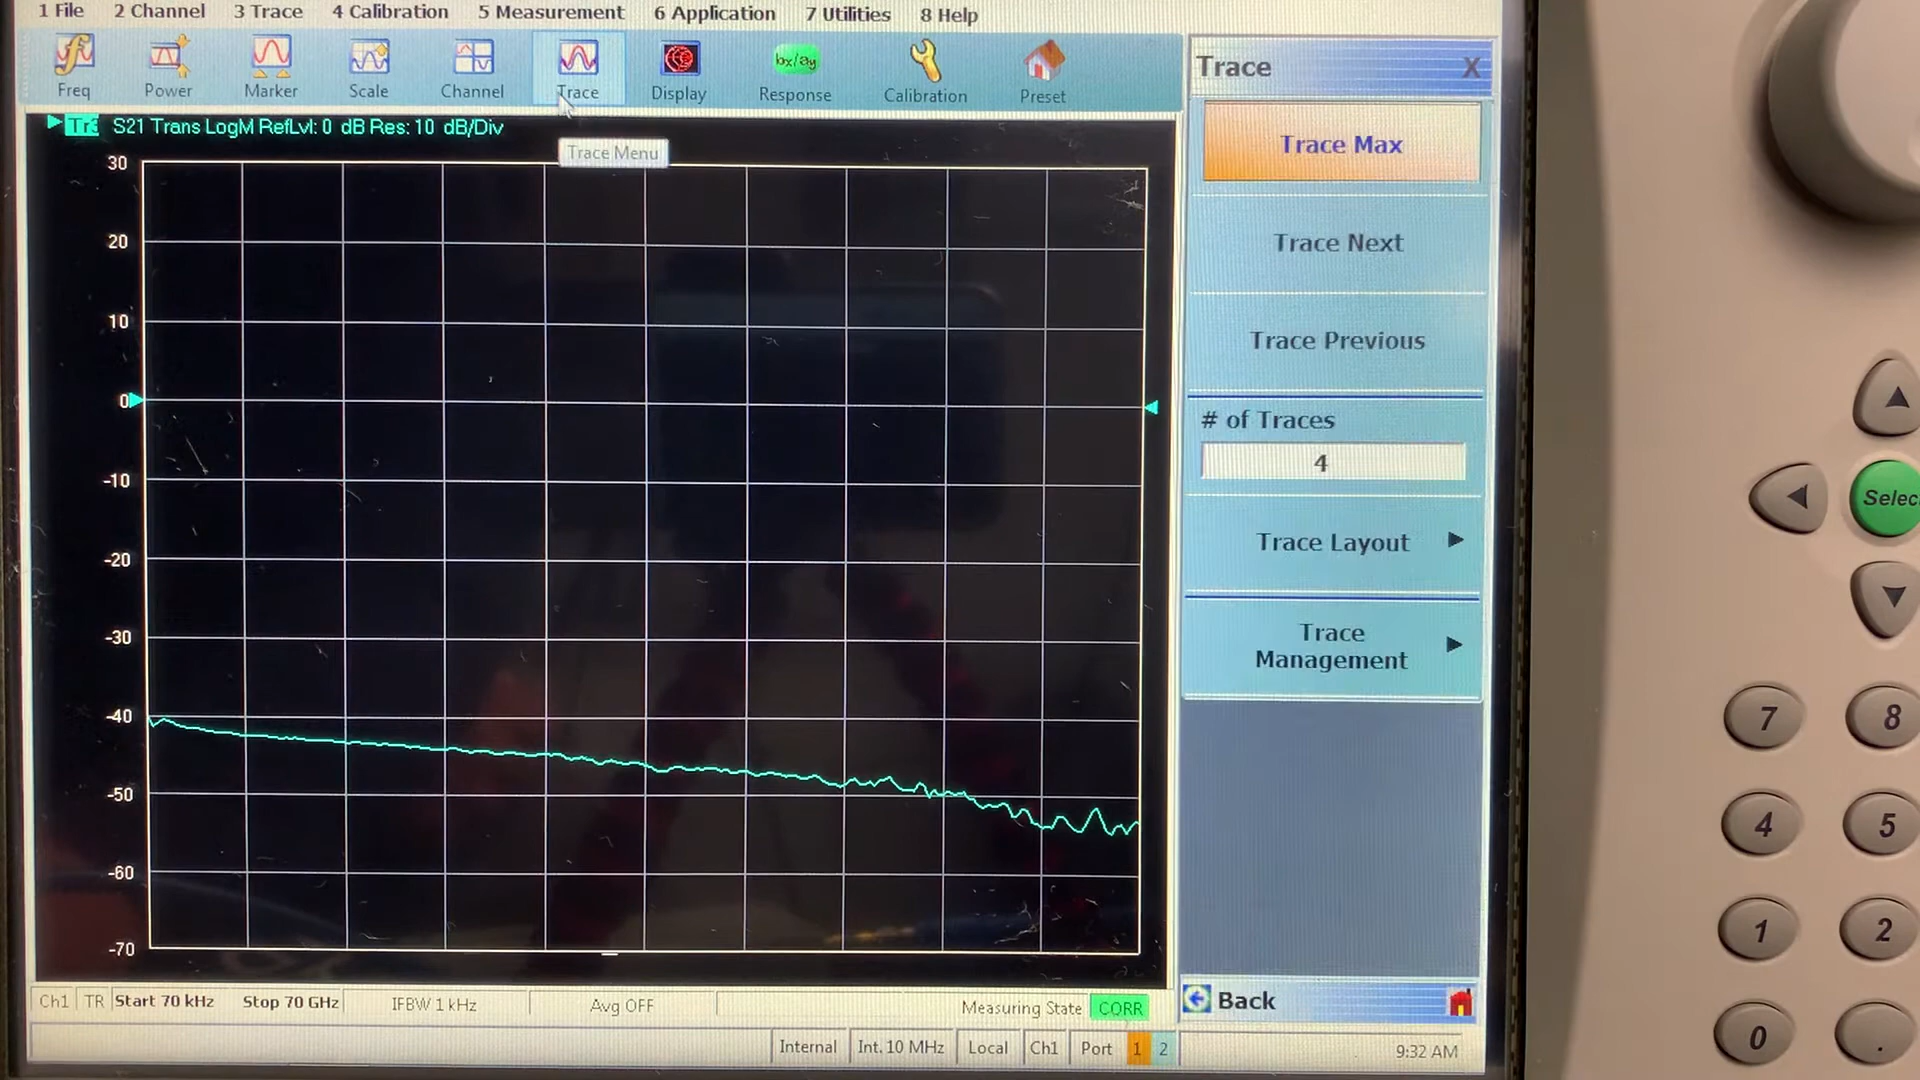 1 File 2 Channel 3 Trace 4 Calibration 5 Measurement 6 Application 7 Utilities 8 Help
bx/ay
Freq Power Marker Scale Channel Trace Display Response Calibration Preset
Trace X
Tr3 S21 Trans LogM RefLvl: 0 dB Res: 10 dB/Div
Trace Menu
30
20
10
0
-10
-20
-30
-40
-50
-60
-70
Trace Max
Trace Next
Trace Previous
# of Traces
4
Trace Layout
Trace
Management
Back
Ch1 TR Start 70 kHz Stop 70 GHz IFBW 1 kHz Avg OFF Measuring State CORR
Internal Int. 10 MHz Local Ch1 Port 1 2 9:32 AM
Selec
7 8
4 5
1 2
0 .